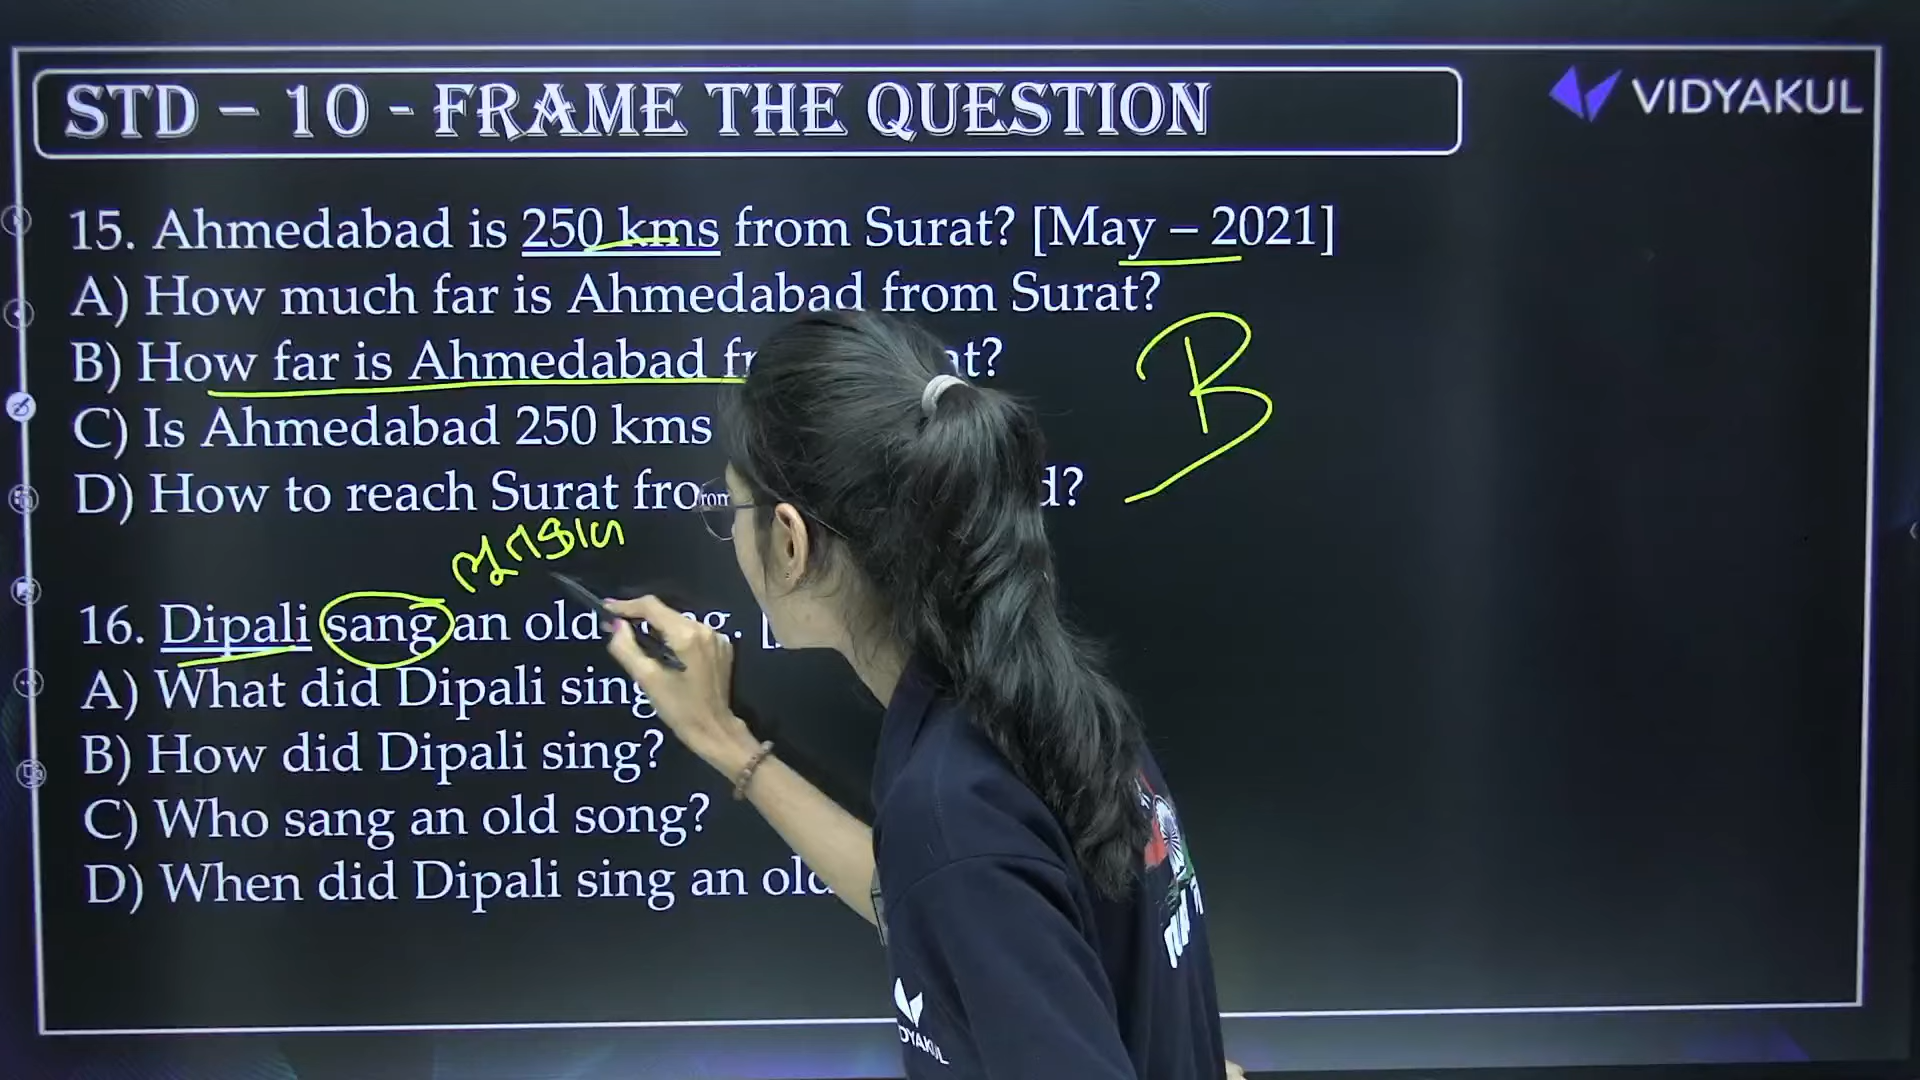 STD – 10 - FRAME THE QUESTION
VIDYAKUL
15. Ahmedabad is 250 kms from Surat? [May – 2021]
A) How much far is Ahmedabad from Surat?
B) How far is Ahmedabad fr at?
B
C) Is Ahmedabad 250 kms
D) How to reach Surat from d?
ભૂતકાળ
16. Dipali sang an old g. [
A) What did Dipali sing
B) How did Dipali sing?
C) Who sang an old song?
D) When did Dipali sing an old